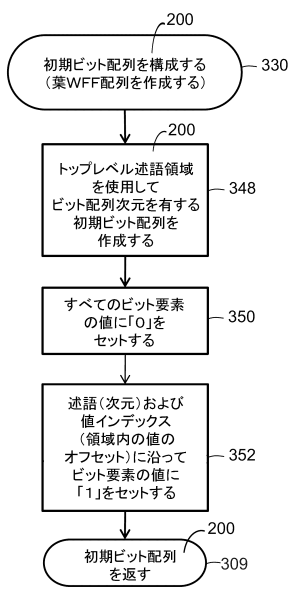 200
初期ビット配列を構成する
（葉WFF配列を作成する）
330
200
トップレベル述語領域
を使用して
ビット配列次元を有する
初期ビット配列を
作成する
348
すべてのビット要素
の値に「0」を
セットする
350
述語（次元）および
値インデックス
（領域内の値の
オフセット）に沿って
ビット要素の値に
「1」をセットする
352
200
初期ビット配列
を返す
309